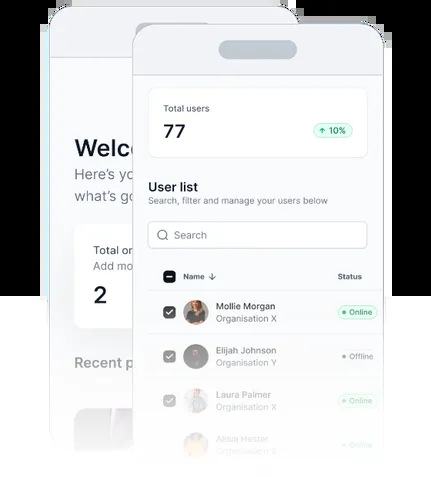 Welc
Here's yo
what's go
Total or
Add mo
2
Recent p
Total users
77
10%
User list
Search, filter and manage your users below
Search
Name
Status
Mollie Morgan
Organisation X
Online
Elijah Johnson
Organisation Y
Offline
Laura Palmer
Organisation X
Online
Hester
Organisation X
Online